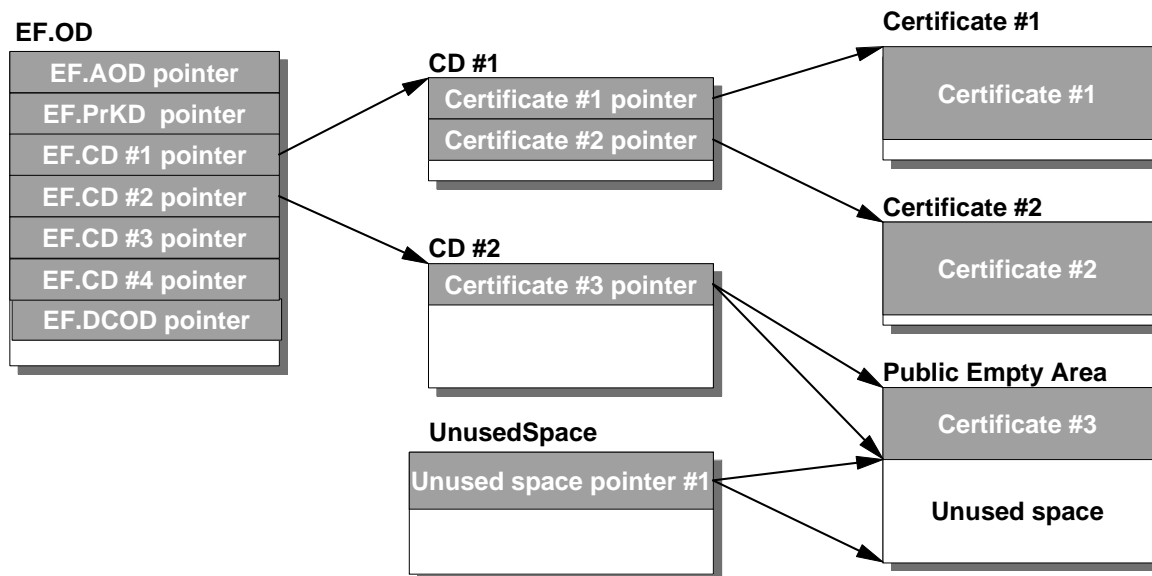 EF.OD
EF.AOD pointer
EF.PrKD pointer
EF.CD #1 pointer
EF.CD #2 pointer
EF.CD #3 pointer
EF.CD #4 pointer
EF.DCOD pointer
CD #1
Certificate #1 pointer
Certificate #2 pointer
CD #2
Certificate #3 pointer
UnusedSpace
Unused space pointer #1
Certificate #1
Certificate #1
Certificate #2
Certificate #2
Public Empty Area
Certificate #3
Unused space